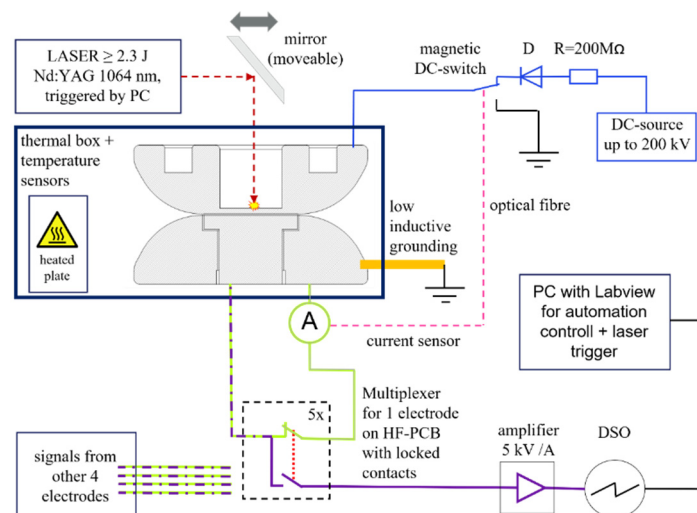 LASER ≥ 2.3 J
Nd:YAG 1064 nm,
triggered by PC
mirror
(moveable)
magnetic
DC-switch
D
R=200MΩ
DC-source
up to 200 kV
thermal box +
temperature
sensors
heated
plate
low
inductive
grounding
optical fibre
A
current sensor
PC with Labview
for automation
controll + laser
trigger
5x
Multiplexer
for 1 electrode
on HF-PCB
with locked
contacts
signals from
other 4
electrodes
amplifier
5 kV /A
DSO